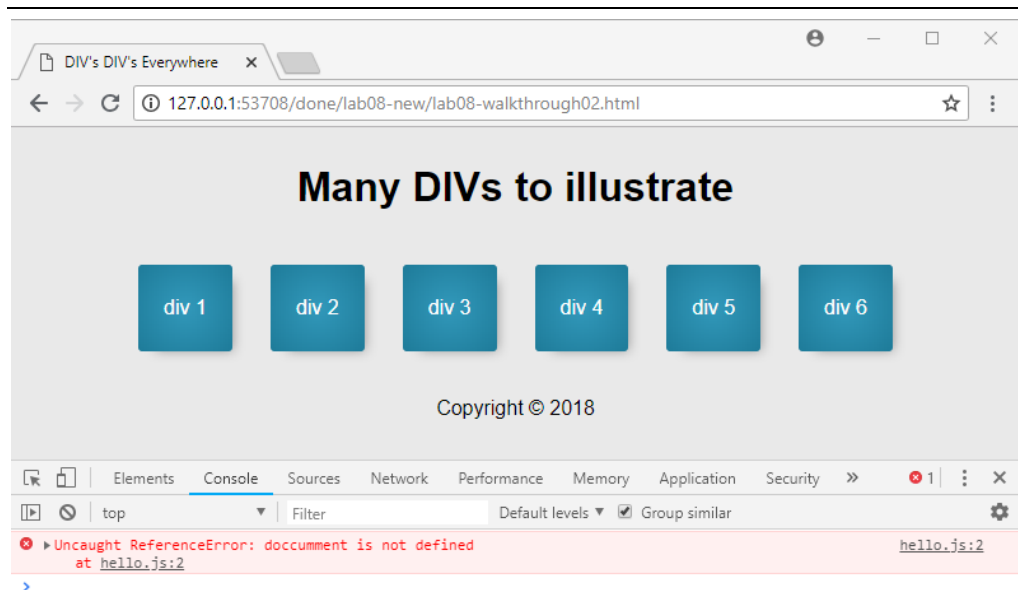 DIV's DIV's Everywhere
127.0.0.1:53708/done/lab08-new/lab08-walkthrough02.html
Many DIVs to illustrate
div 1 div 2 div 3 div 4 div 5 div 6
Copyright © 2018
Elements Console Sources Network Performance Memory Application Security » 1
top Filter Default levels Group similar
Uncaught ReferenceError: doccumment is not defined hello.js:2
at hello.js:2